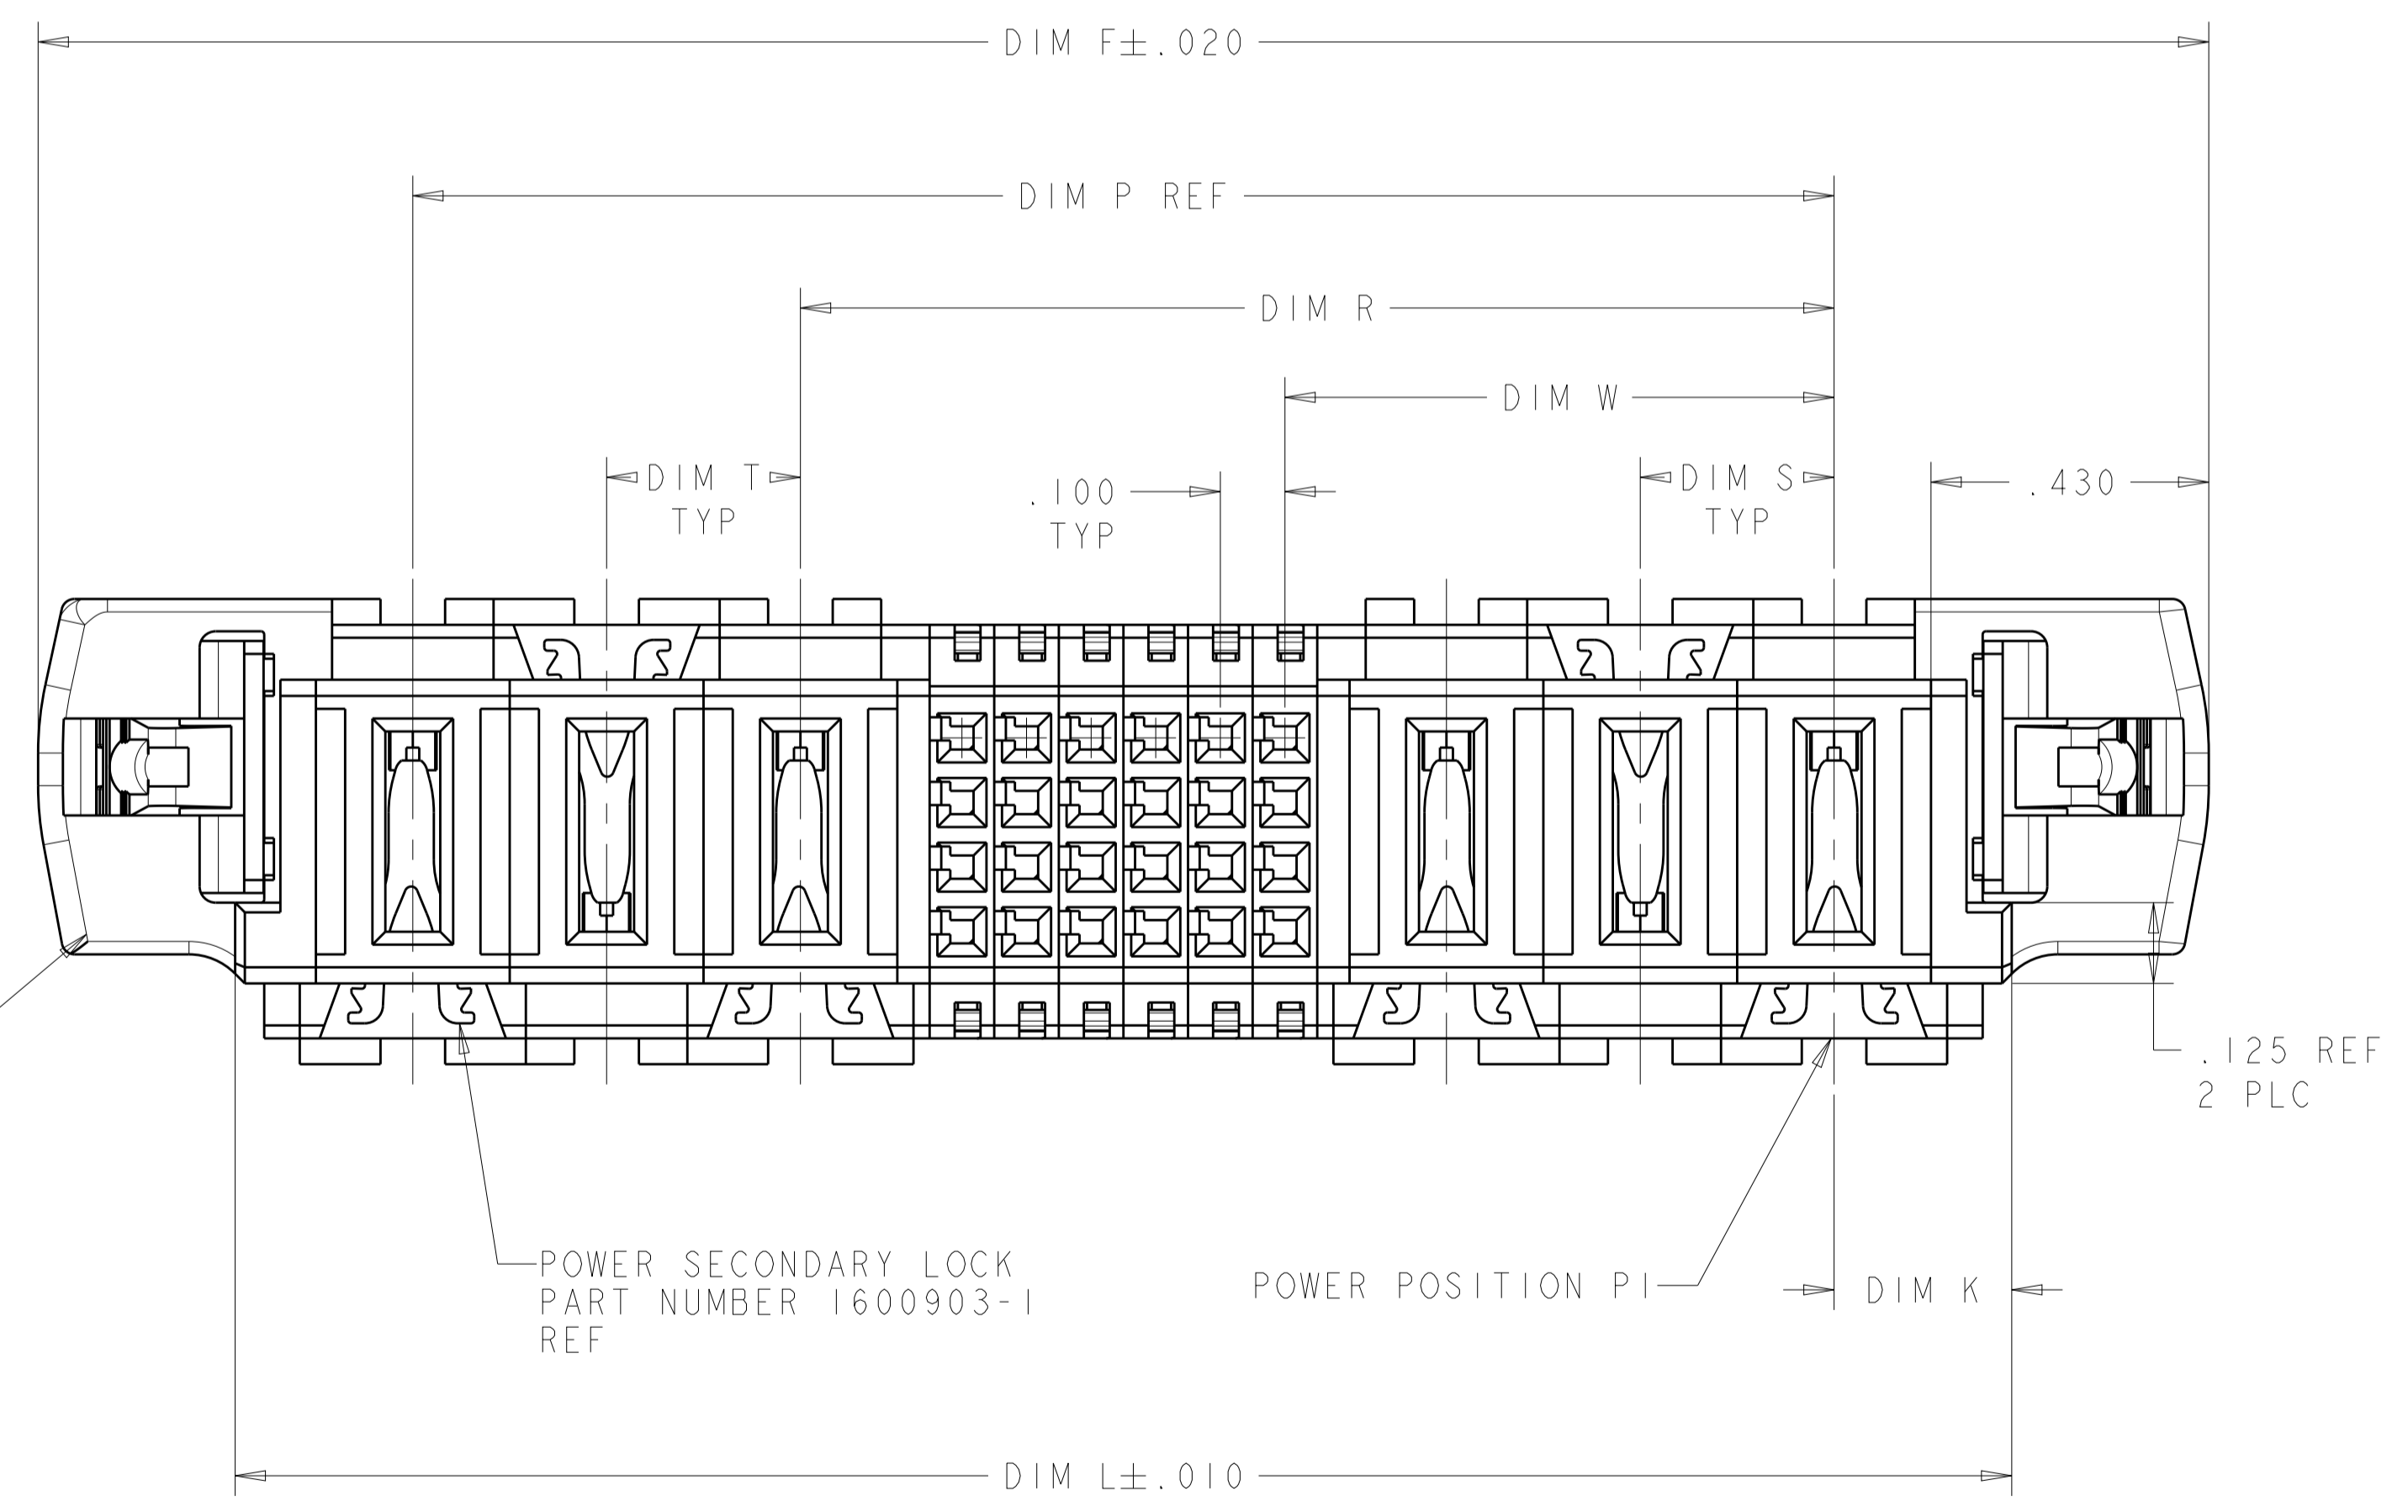 DIM F±.020
DIM P REF
DIM R
DIM W
DIM T
TYP
.100
TYP
DIM S
TYP
.430
.125 REF
2 PLC
POWER SECONDARY LOCK
PART NUMBER 1600903-1
REF
POWER POSITION P1
DIM K
DIM L±.010